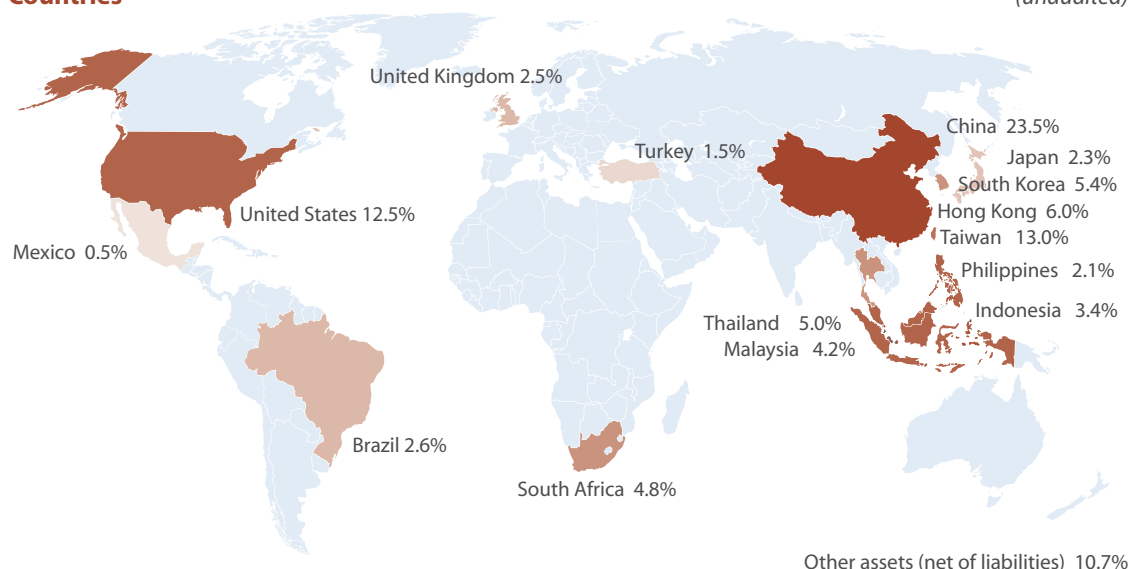 Countries
(unaudited)
United Kingdom 2.5%
China 23.5%
Turkey 1.5%
Japan 2.3%
South Korea 5.4%
United States 12.5%
Hong Kong 6.0%
Taiwan 13.0%
Mexico 0.5%
Philippines 2.1%
Indonesia 3.4%
Thailand 5.0%
Malaysia 4.2%
Brazil 2.6%
South Africa 4.8%
Other assets (net of liabilities) 10.7%